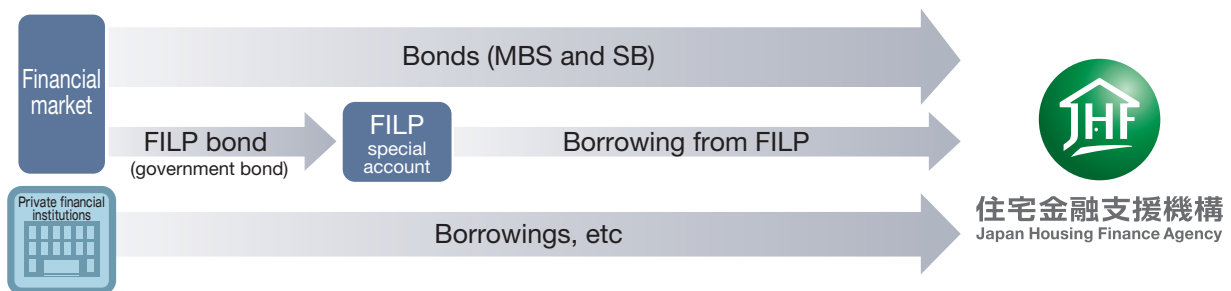 Financial
market
Bonds (MBS and SB)
FILP bond
(government bond)
FILP
special
account
Borrowing from FILP
Private financial
institutions
Borrowings, etc
JHF
住宅金融支援機構
Japan Housing Finance Agency